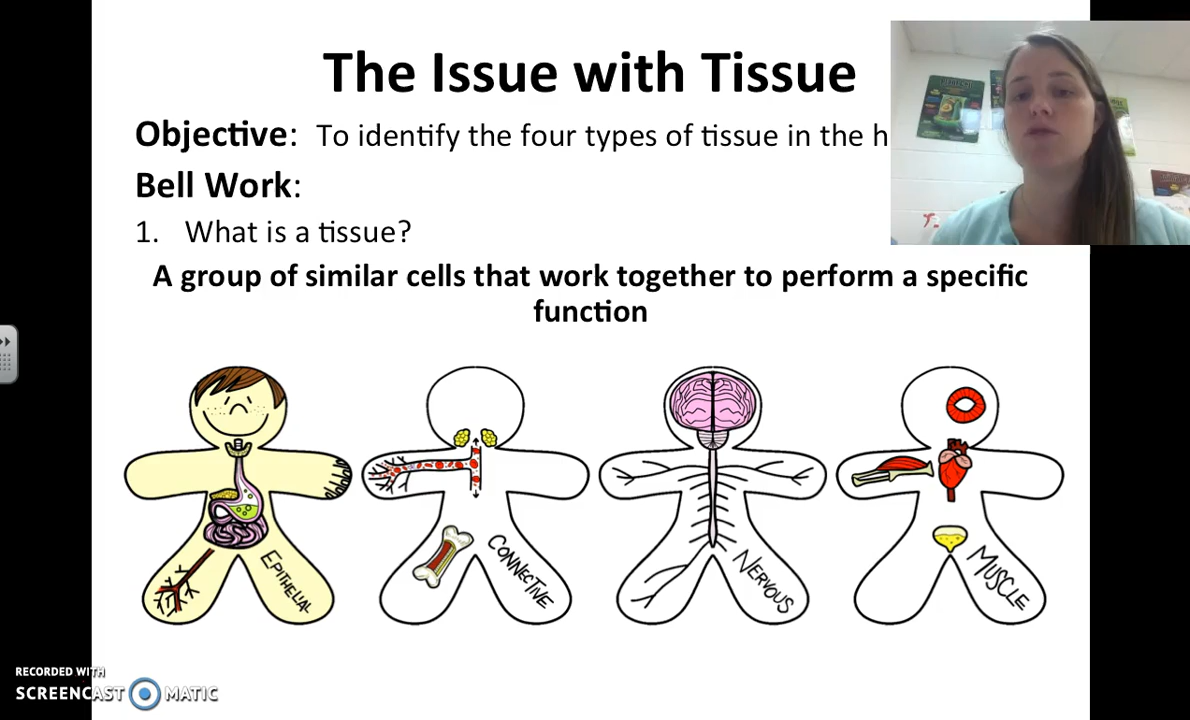 The Issue with Tissue
Objective: To identify the four types of tissue in the h
Bell Work:
1. What is a tissue?
A group of similar cells that work together to perform a specific
function
EPITHELIAL
CONNECTIVE
NERVOUS
MUSCLE
RECORDED WITH
SCREENCAST MATIC